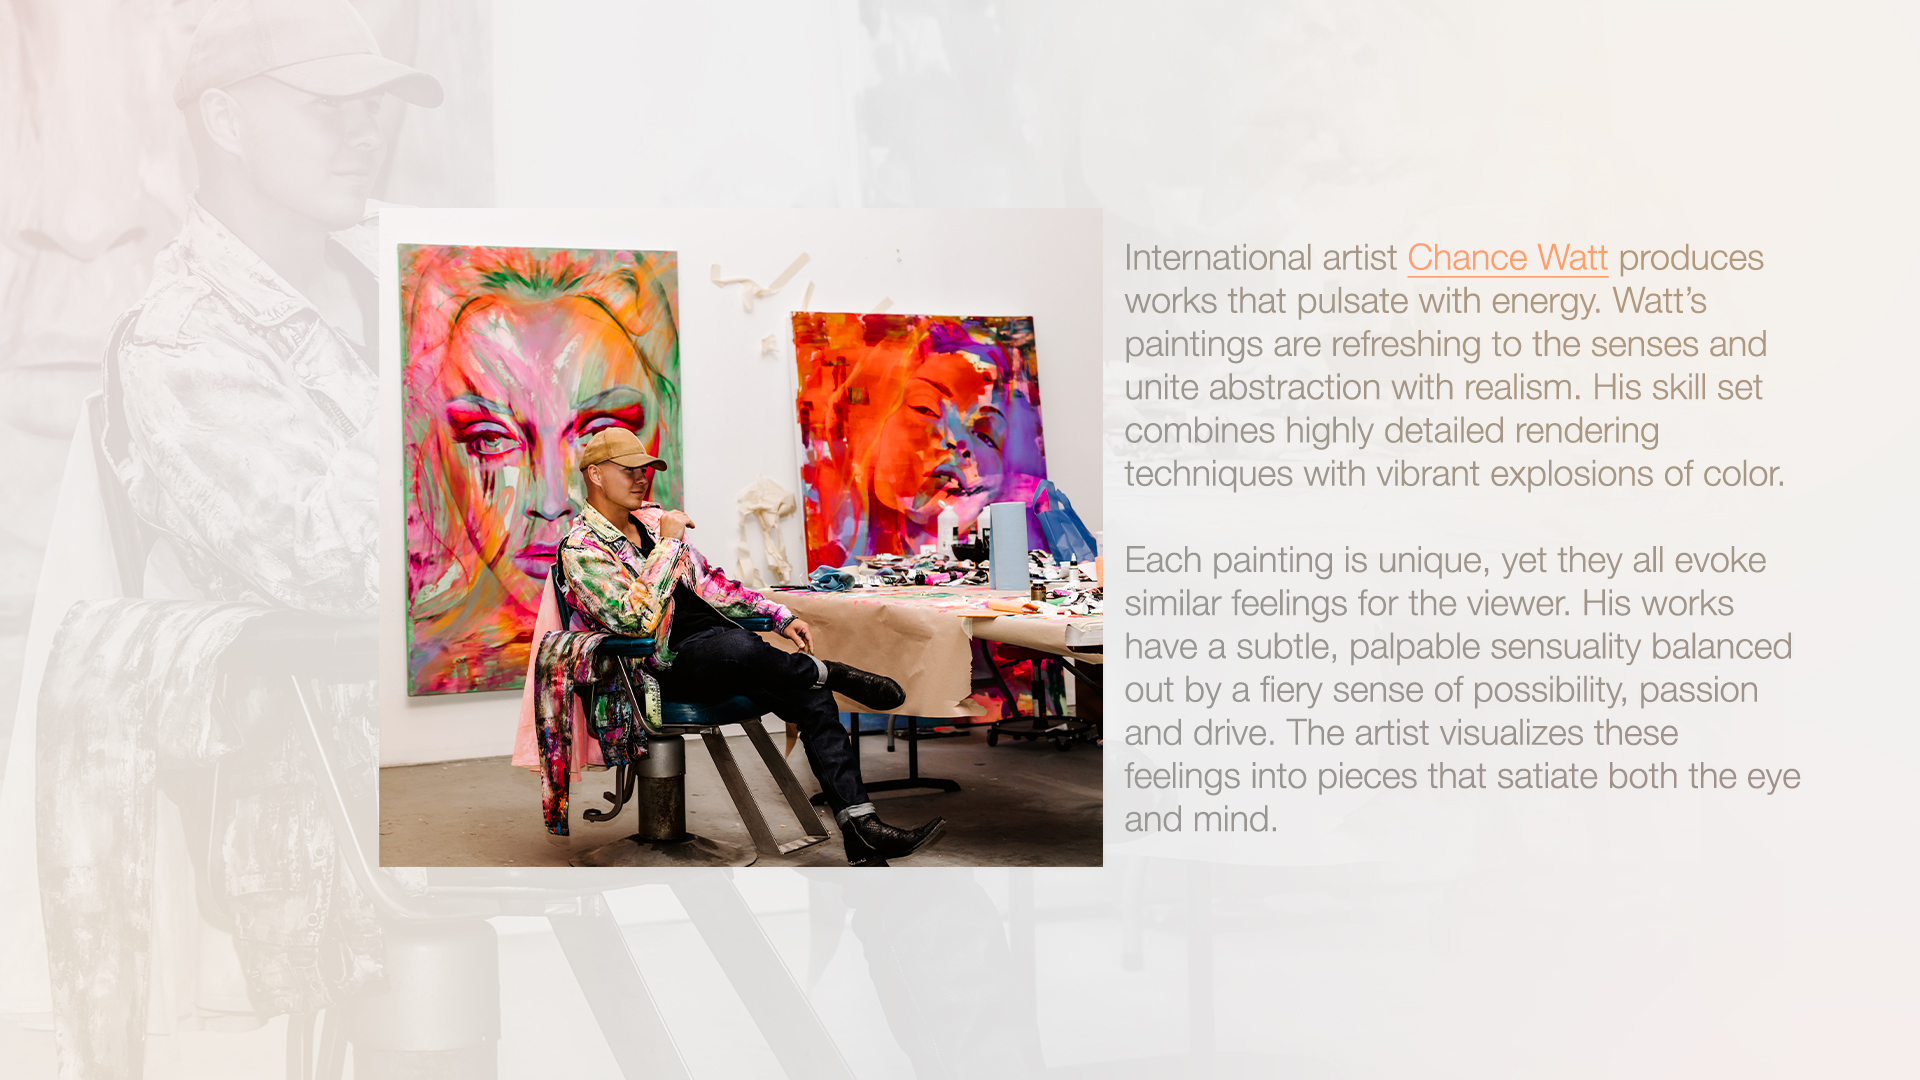 International artist Chance Watt produces
works that pulsate with energy. Watt’s
paintings are refreshing to the senses and
unite abstraction with realism. His skill set
combines highly detailed rendering
techniques with vibrant explosions of color.
Each painting is unique, yet they all evoke
similar feelings for the viewer. His works
have a subtle, palpable sensuality balanced
out by a fiery sense of possibility, passion
and drive. The artist visualizes these
feelings into pieces that satiate both the eye
and mind.